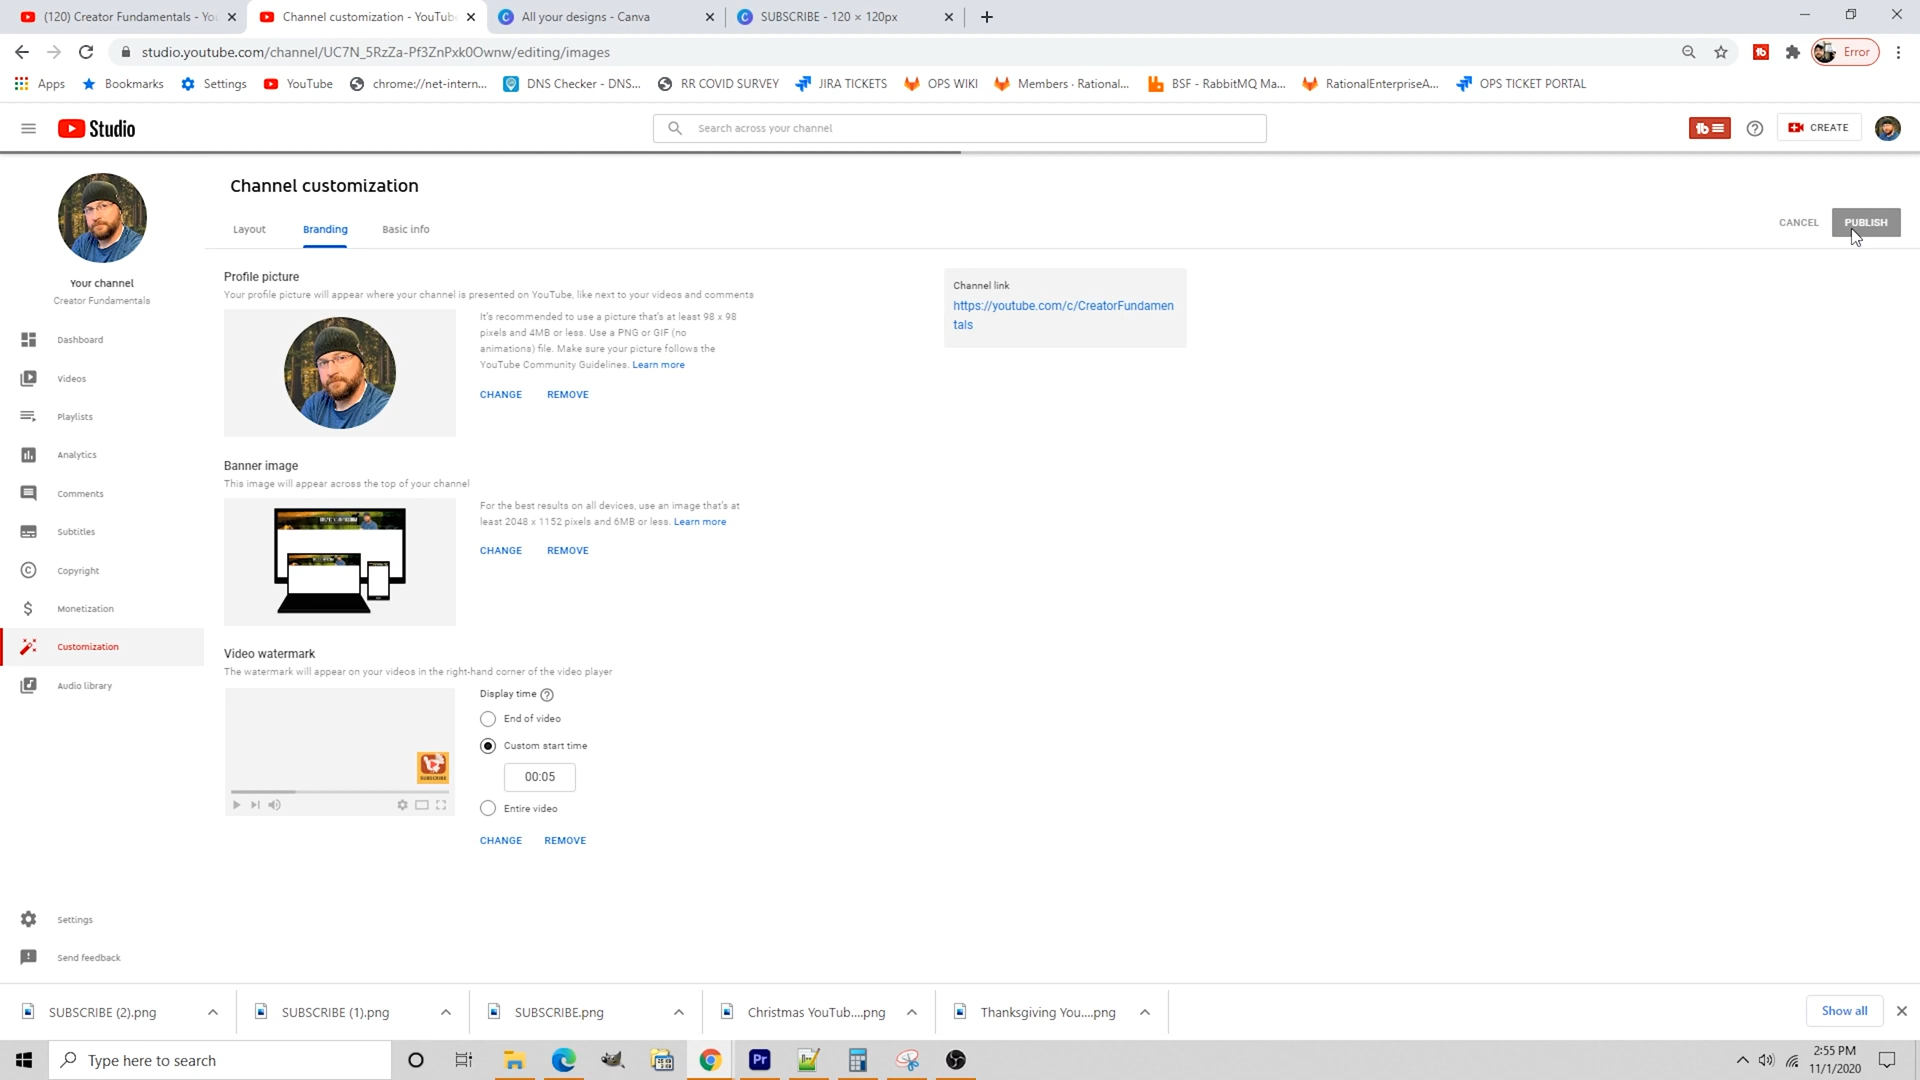 (120) Creator Fundamentals - You
Channel customization - YouTube
All your designs - Canva
SUBSCRIBE - 120 × 120px
studio.youtube.com/channel/UC7N_5RzZa-Pf3ZnPxk0Ownw/editing/images
Error
Apps
Bookmarks
Settings
YouTube
chrome://net-intern...
DNS Checker - DNS...
RR COVID SURVEY
JIRA TICKETS
OPS WIKI
Members · Rational...
BSF - RabbitMQ Ma...
RationalEnterpriseA...
OPS TICKET PORTAL
Studio
Search across your channel
CREATE
Channel customization
Layout
Branding
Basic info
CANCEL
PUBLISH
Your channel
Creator Fundamentals
Dashboard
Videos
Playlists
Analytics
Comments
Subtitles
Copyright
Monetization
Customization
Audio library
Settings
Send feedback
Profile picture
Your profile picture will appear where your channel is presented on YouTube, like next to your videos and comments
It's recommended to use a picture that's at least 98 x 98
pixels and 4MB or less. Use a PNG or GIF (no
animations) file. Make sure your picture follows the
YouTube Community Guidelines. Learn more
CHANGE
REMOVE
Channel link
https://youtube.com/c/CreatorFundamen
tals
Banner image
This image will appear across the top of your channel
For the best results on all devices, use an image that's at
least 2048 x 1152 pixels and 6MB or less. Learn more
CHANGE
REMOVE
Video watermark
The watermark will appear on your videos in the right-hand corner of the video player
SUBSCRIBE
Display time
End of video
Custom start time
00:05
Entire video
CHANGE
REMOVE
SUBSCRIBE (2).png
SUBSCRIBE (1).png
SUBSCRIBE.png
Christmas YouTub....png
Thanksgiving You....png
Show all
Type here to search
Pr
2:55 PM
11/1/2020